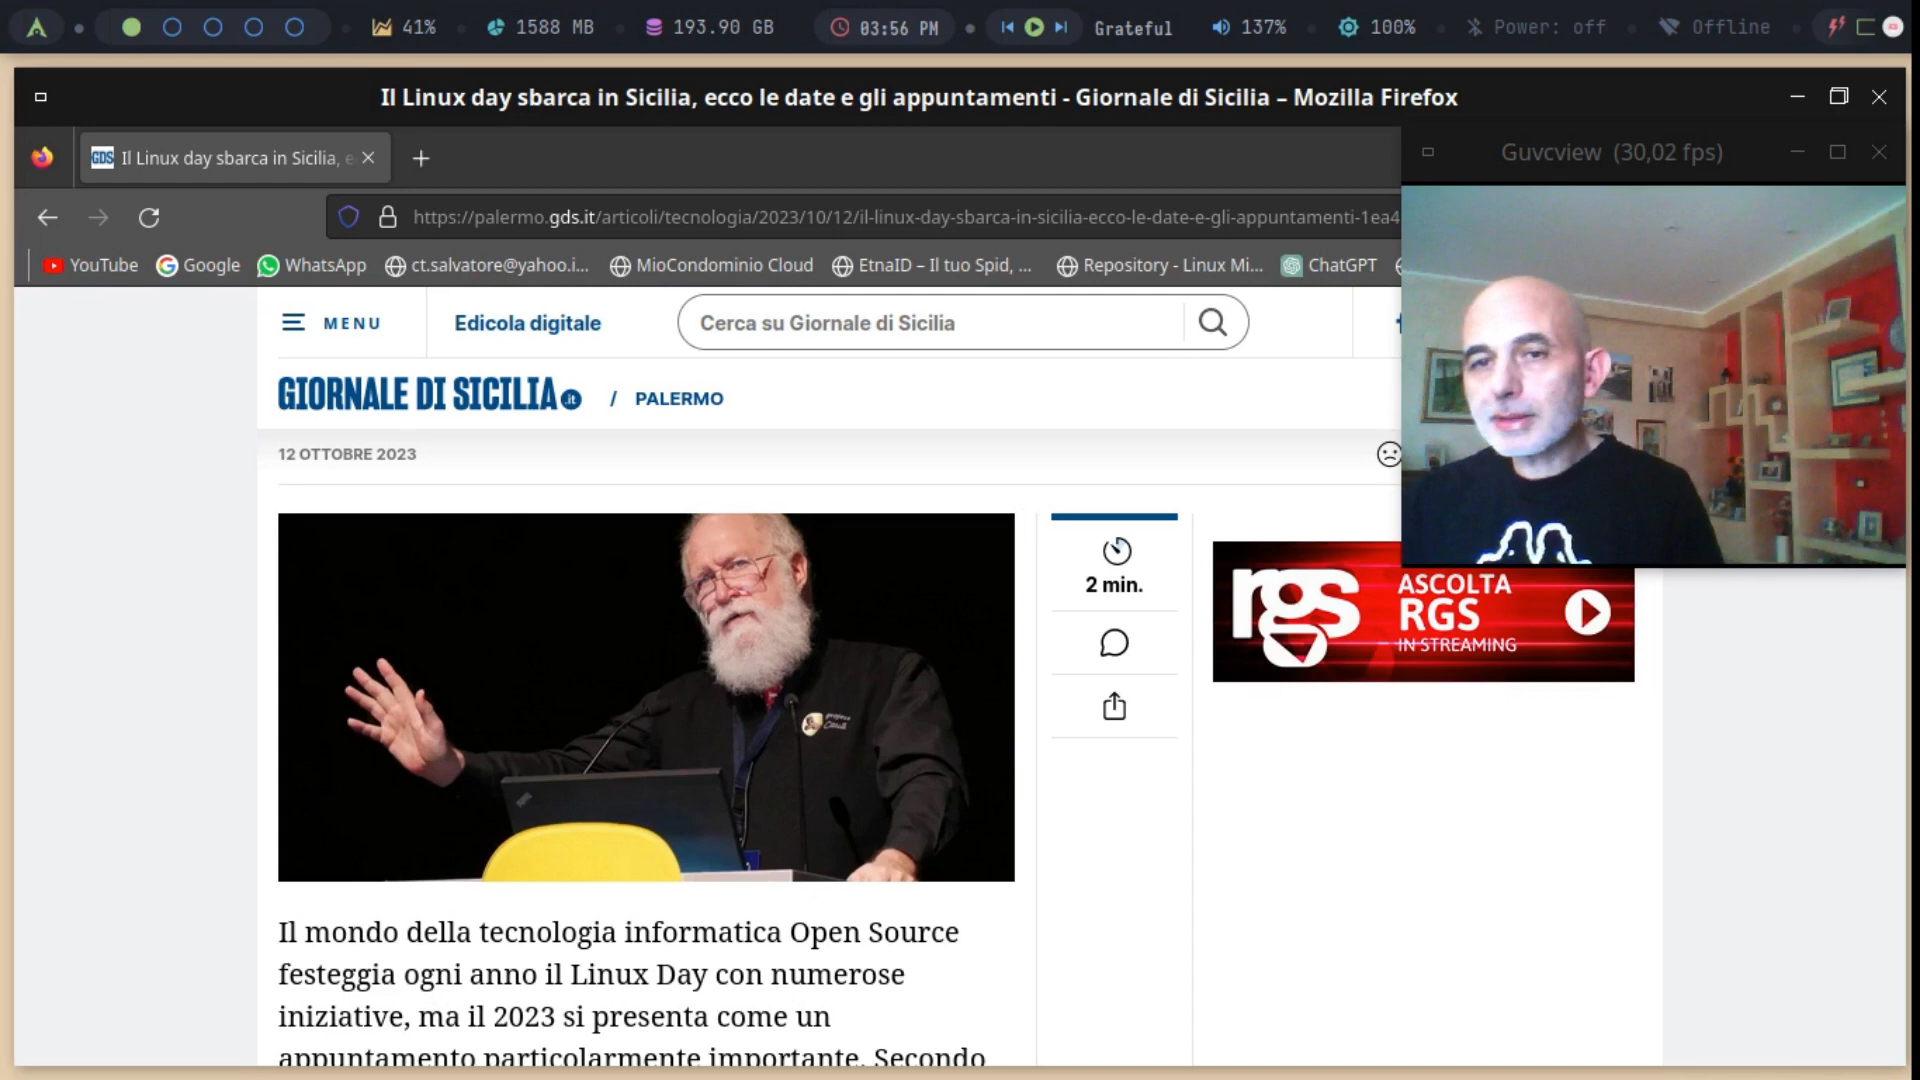 41%
1588 MB
193.90 GB
03:56 PM
Grateful
137%
100%
Power: off
Offline
Il Linux day sbarca in Sicilia, ecco le date e gli appuntamenti - Giornale di Sicilia – Mozilla Firefox
GDS Il Linux day sbarca in Sicilia, e
Guvcview (30,02 fps)
https://palermo.gds.it/articoli/tecnologia/2023/10/12/il-linux-day-sbarca-in-sicilia-ecco-le-date-e-gli-appuntamenti-1ea4
YouTube
Google
WhatsApp
ct.salvatore@yahoo.i...
MioCondominio Cloud
EtnaID – Il tuo Spid, ...
Repository - Linux Mi...
ChatGPT
MENU
Edicola digitale
Cerca su Giornale di Sicilia
GIORNALE DI SICILIA.it / PALERMO
12 OTTOBRE 2023
2 min.
rgs
ASCOLTA
RGS
IN STREAMING
Il mondo della tecnologia informatica Open Source
festeggia ogni anno il Linux Day con numerose
iniziative, ma il 2023 si presenta come un
appuntamento particolarmente importante. Secondo